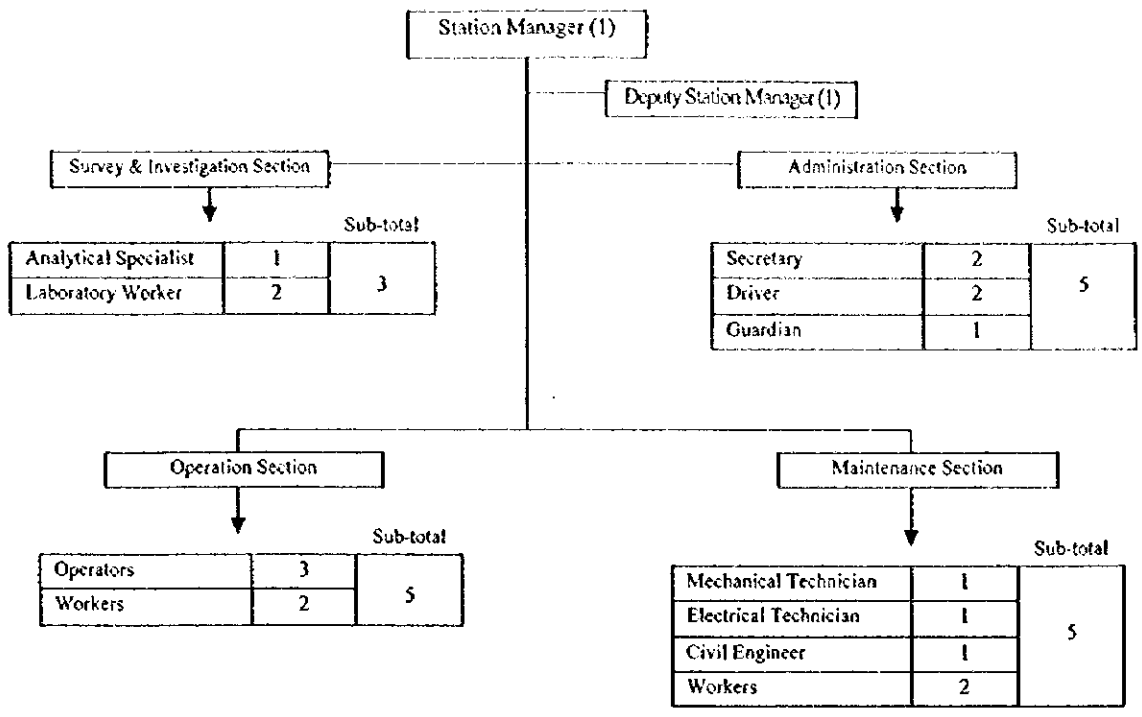 Station Manager (1)
Deputy Station Manager (1)
Survey & Investigation Section
Sub-total
Analytical Specialist 1
Laboratory Worker 2
3
Administration Section
Sub-total
Secretary 2
Driver 2
Guardian 1
5
Operation Section
Sub-total
Operators 3
Workers 2
5
Maintenance Section
Sub-total
Mechanical Technician 1
Electrical Technician 1
Civil Engineer 1
Workers 2
5